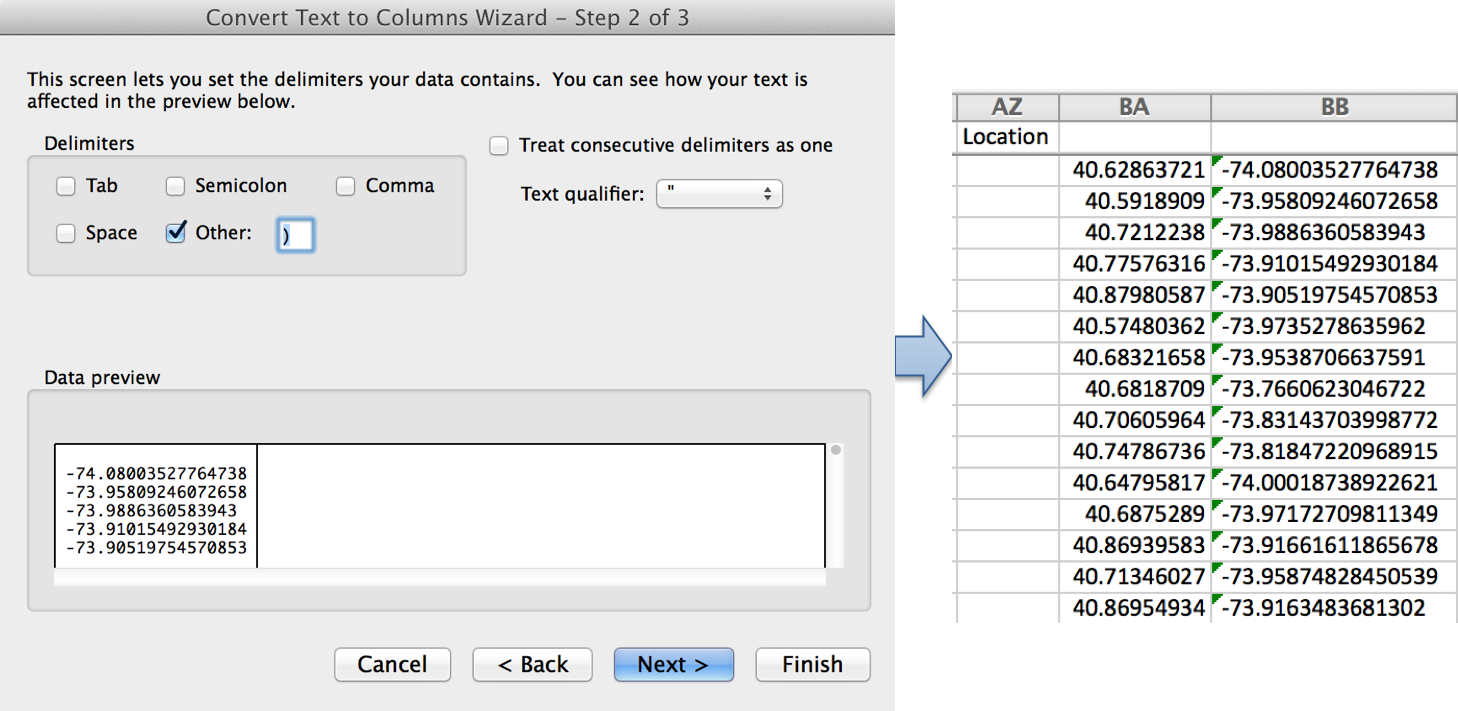 Convert Text to Columns Wizard – Step 2 of 3
This screen lets you set the delimiters your data contains.  You can see how your text is
affected in the preview below.
Delimiters
Treat consecutive delimiters as one
Tab Semicolon Comma
Text qualifier: "
Space Other: )
Data preview
-74.08003527764738
-73.95809246072658
-73.9886360583943
-73.91015492930184
-73.90519754570853
Cancel < Back Next > Finish
AZ BA BB
Location
40.62863721 -74.08003527764738
40.5918909 -73.95809246072658
40.7212238 -73.9886360583943
40.77576316 -73.91015492930184
40.87980587 -73.90519754570853
40.57480362 -73.9735278635962
40.68321658 -73.9538706637591
40.6818709 -73.7660623046722
40.70605964 -73.83143703998772
40.74786736 -73.81847220968915
40.64795817 -74.00018738922621
40.6875289 -73.97172709811349
40.86939583 -73.91661611865678
40.71346027 -73.95874828450539
40.86954934 -73.9163483681302